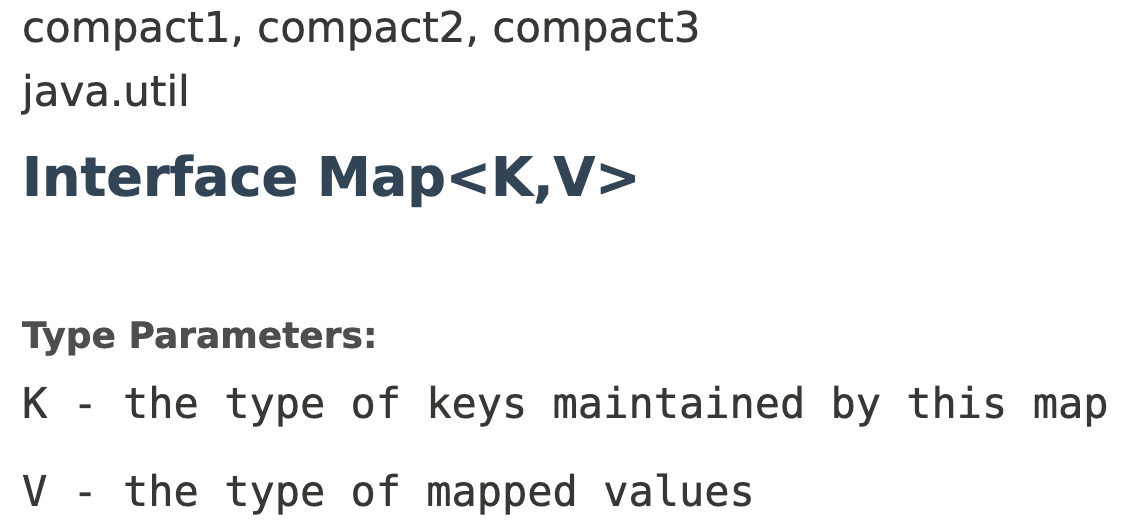 compact1, compact2, compact3
java.util
Interface Map<K,V>
Type Parameters:
K - the type of keys maintained by this map
V - the type of mapped values